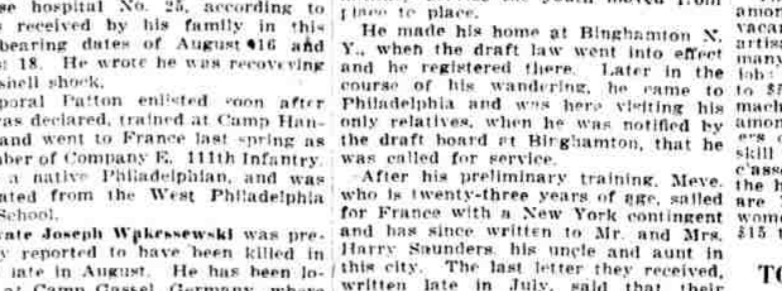 se hospital No. 25, according to
received by his family in this
bearing dates of August 16 and
18. He wrote he was recovering
shell shock.
poral Patton enlisted soon after
was declared, trained at Camp Han-
and went to France last spring as
ber of Company E, 111th Infantry.
a native Philadelphian, and was
ated from the West Philadelphia
School.
ate Joseph Wakessewski was pre-
y reported to have been killed in
late in August. He has been lo-
at Camp Cassel, Germany, where
place to place.
He made his home at Binghamton N.
Y., when the draft law went into effect
and he registered there. Later in the
course of his wandering, he came to
Philadelphia and was here visiting his
only relatives, when he was notified by
the draft board at Binghamton, that he
was called for service.
After his preliminary training, Meve,
who is twenty-three years of age, sailed
for France with a New York contingent
and has since written to Mr. and Mrs.
Harry Saunders, his uncle and aunt in
this city. The last letter they received,
written late in July, said that their
amon
vacan
artisa
many
to $5
mach
amon
skill
c'asse
the h
are
wome
$15 t
TO